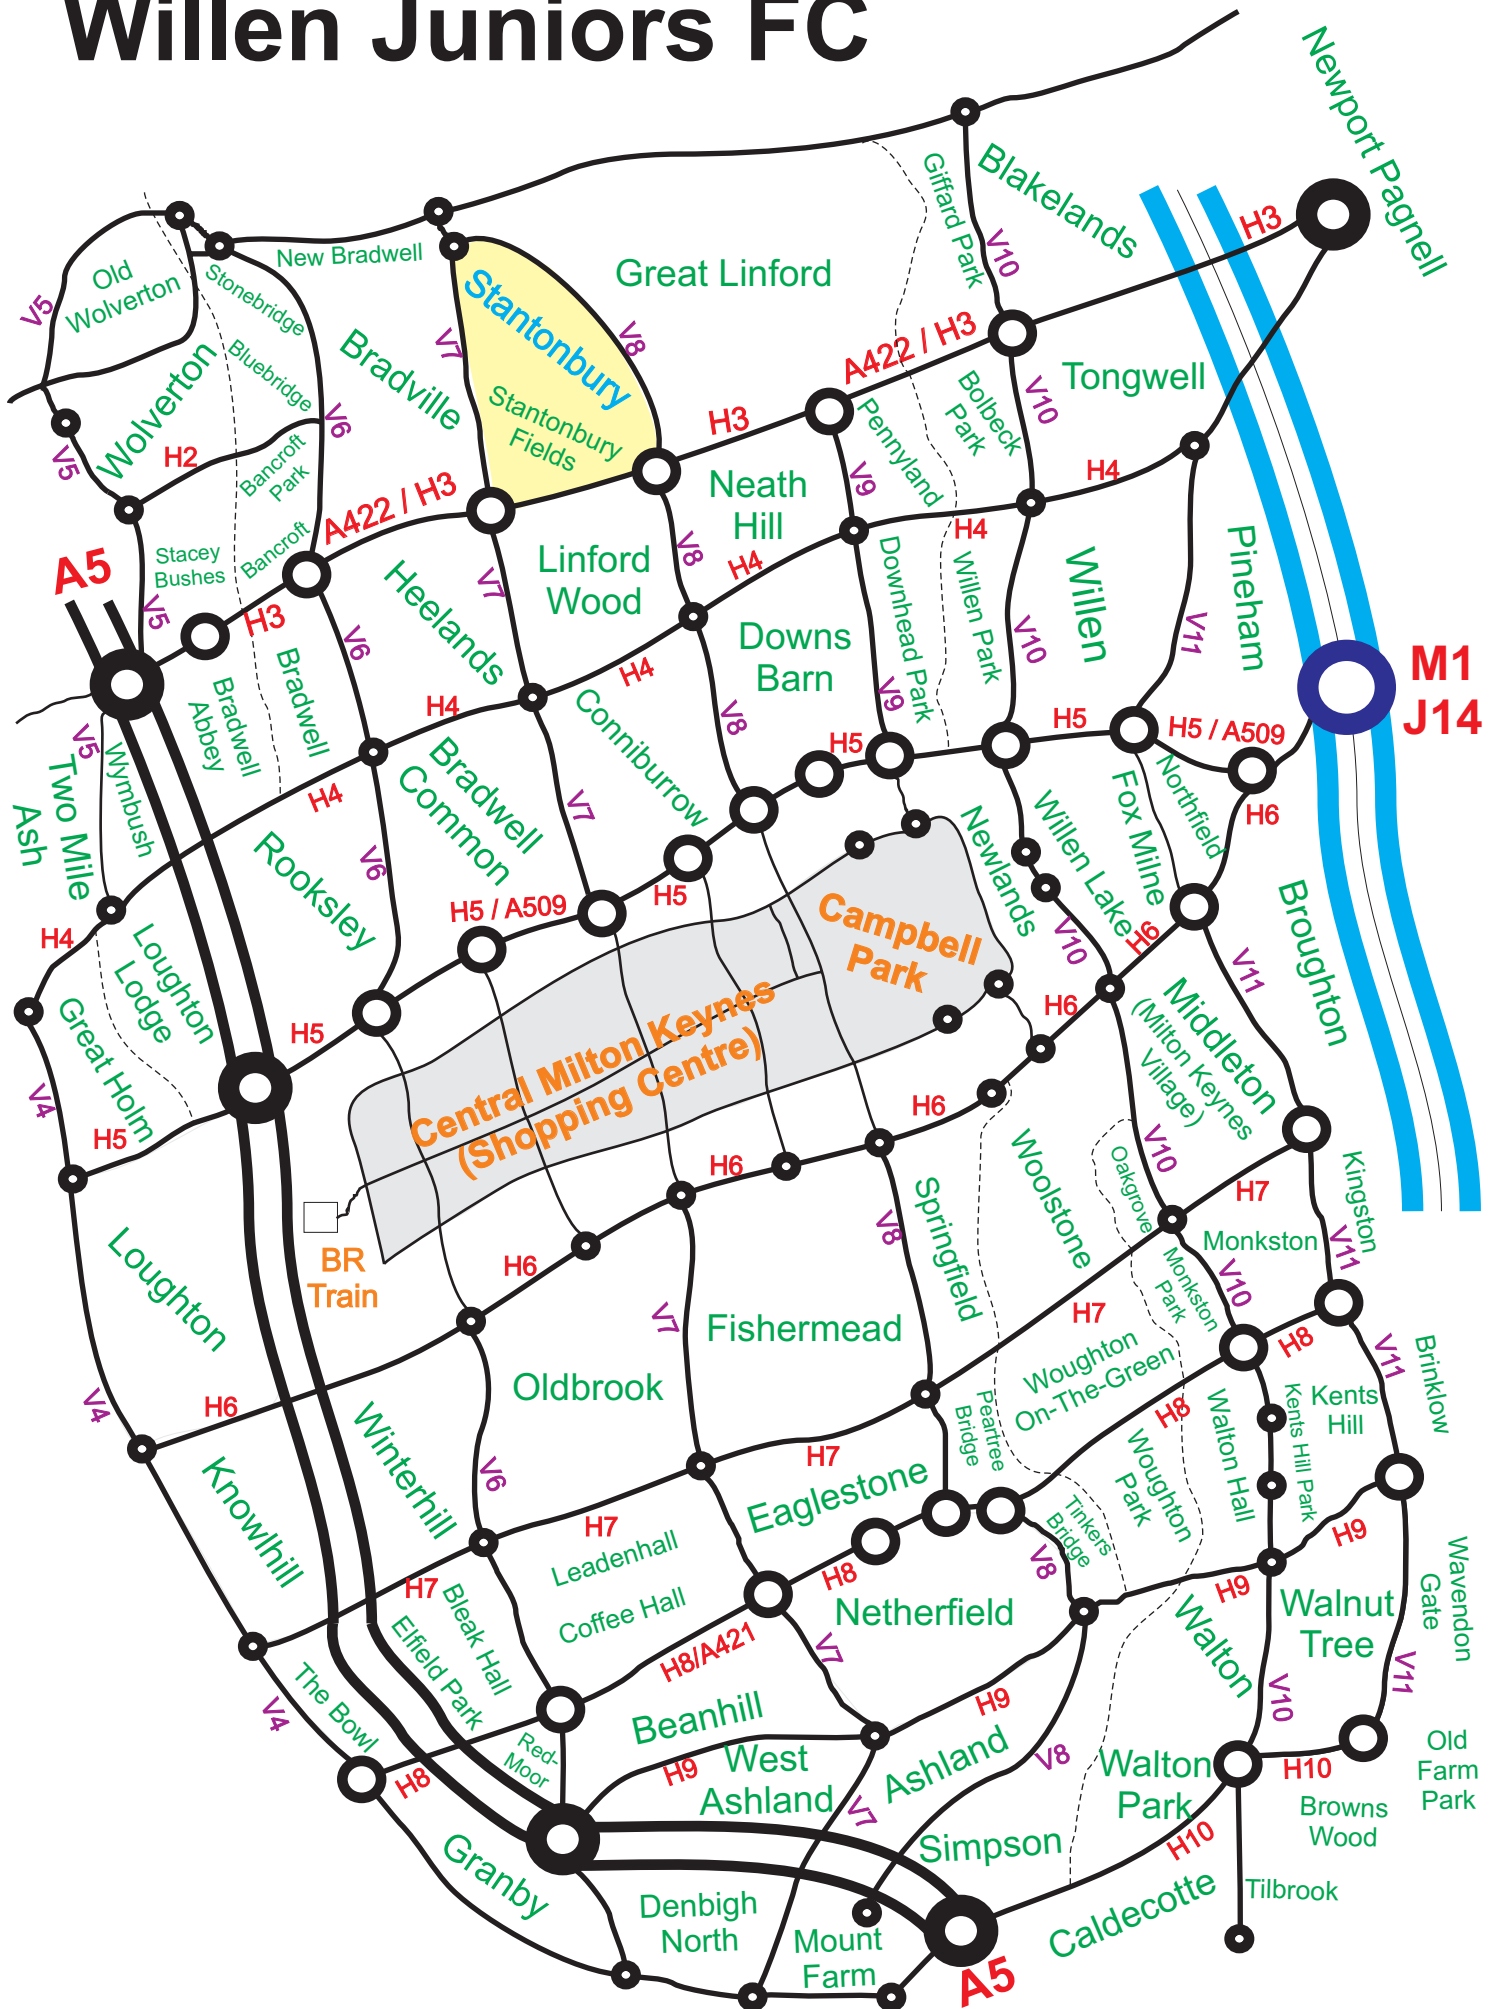 Willen Juniors FC
Newport Pagnell
Giffard Park
Blakelands
H3
V10
New Bradwell
Old
Wolverton
Stonebridge
V5
Great Linford
Stantonbury
V7
V8
Stantonbury
Fields
Bradville
Bluebridge
Wolverton
V6
H2
V5
Bancroft
Park
A422 / H3
Tongwell
Bolbeck
Park
V10
Pennyland
H3
V9
Neath
Hill
H4
H4
A422 / H3
Bancroft
Stacey
Bushes
A5
V5
H3
Heelands
V7
Linford
Wood
V8
H4
Downhead Park
Willen Park
Willen
V10
V11
Pineham
M1
J14
V6
Bradwell
Bradwell
Abbey
H4
H4
Downs
Barn
V9
V8
H5
H5
H5 / A509
V5
Wymbush
Two Mile
Ash
H4
Bradwell
Common
Conniburrow
V7
Rooksley
V6
H5 / A509
H5
Newlands
Willen Lake
Fox Milne
Northfield
H6
Campbell
Park
V10
H6
V11
Broughton
H4
Loughton
Lodge
Great Holm
H5
V4
H5
Central Milton Keynes
(Shopping Centre)
H6
Middleton
(Milton Keynes
Village)
H6
H6
Woolstone
Oakgrove
V10
H7
Kingston
Springfield
V8
Monkston
V11
BR
Train
Loughton
H6
V7
Fishermead
H7
Monkston
Park
V10
H8
Oldbrook
V4
H6
Woughton
On-The-Green
Peartree
Bridge
H8
Walton Hall
Kents Hill Park
Kents
Hill
V11
Brinklow
Winterhill
Knowlhill
V6
H7
Eaglestone
Woughton
Park
Tinkers
Bridge
H7
Leadenhall
Coffee Hall
H7
Bleak Hall
Elfield Park
H8
V8
H9
H9
Netherfield
Walton
Walnut
Tree
Wavendon
Gate
V11
The Bowl
V4
H8/A421
V7
Beanhill
H9
V10
Red-
Moor
H8
H9
West
Ashland
Ashland
V8
V7
Walton
Park
H10
Old
Farm
Park
Browns
Wood
Simpson
H10
Granby
Denbigh
North
Mount
Farm
Caldecotte
Tilbrook
A5